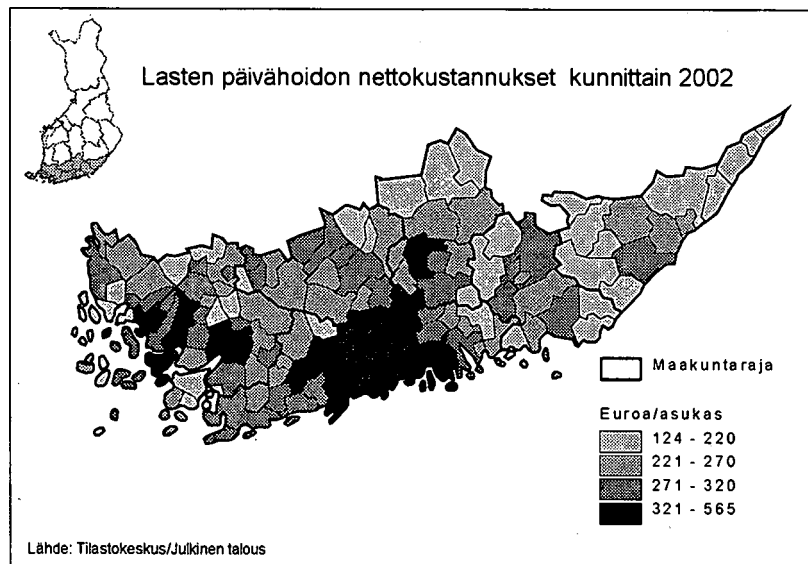 Lasten päivähoidon nettokustannukset kunnittain 2002
Maakuntaraja
Euroa/asukas
124 - 220
221 - 270
271 - 320
321 - 565
Lähde: Tilastokeskus/Julkinen talous